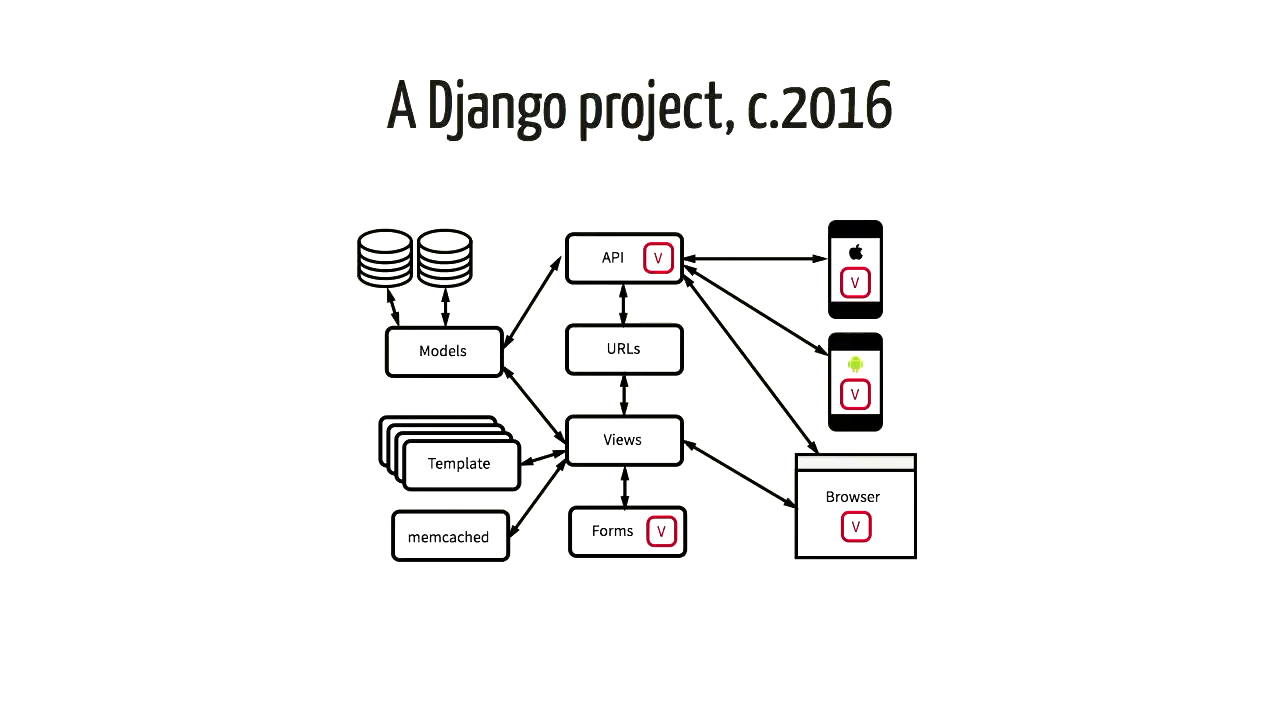 A Django project, c.2016
API
V
V
Models
URLs
V
Views
Template
Browser
V
Forms
V
memcached